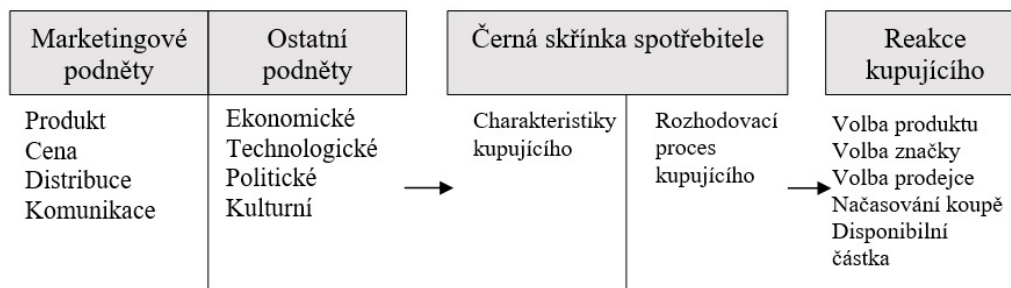 Marketingové
podněty
Produkt
Cena
Distribuce
Komunikace
Ostatní
podněty
Ekonomické
Technologické
Politické
Kulturní
Černá skřínka spotřebitele
Charakteristiky
kupujícího
Rozhodovací
proces
kupujícího
Reakce
kupujícího
Volba produktu
Volba značky
Volba prodejce
Načasování koupě
Disponibilní
částka